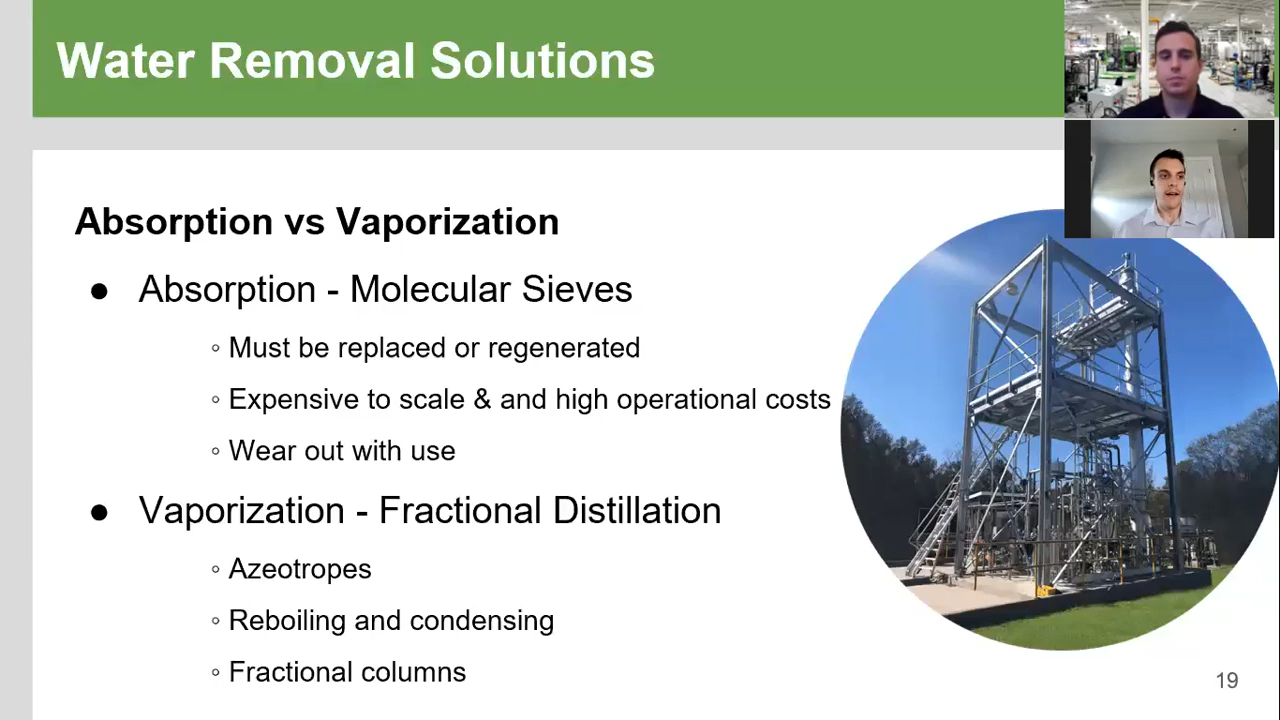 Water Removal Solutions
Absorption vs Vaporization
● Absorption - Molecular Sieves
◦ Must be replaced or regenerated
◦ Expensive to scale & and high operational costs
◦ Wear out with use
● Vaporization - Fractional Distillation
◦ Azeotropes
◦ Reboiling and condensing
◦ Fractional columns
19